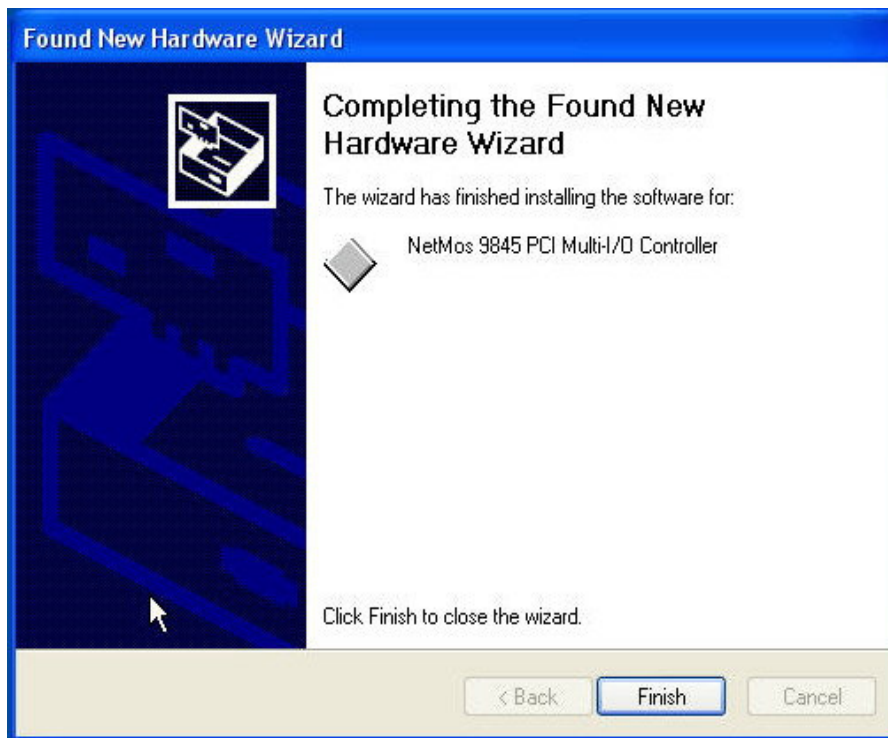 Found New Hardware Wizard
Completing the Found New
Hardware Wizard
The wizard has finished installing the software for:
NetMos 9845 PCI Multi-I/O Controller
Click Finish to close the wizard.
< Back Finish Cancel